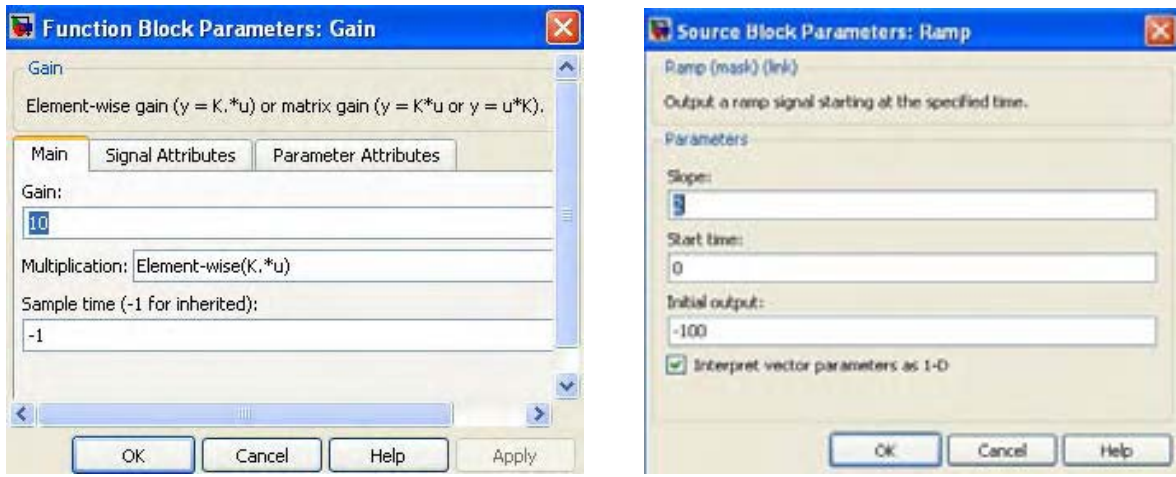 Function Block Parameters: Gain
Gain
Element-wise gain (y = K.*u) or matrix gain (y = K*u or y = u*K).
Main
Signal Attributes
Parameter Attributes
Gain:
10
Multiplication: Element-wise(K.*u)
Sample time (-1 for inherited):
-1
OK
Cancel
Help
Apply
Source Block Parameters: Ramp
Ramp (mask) (link)
Output a ramp signal starting at the specified time.
Parameters
Slope:
Start time:
0
Initial output:
-100
Interpret vector parameters as 1-D
OK
Cancel
Help